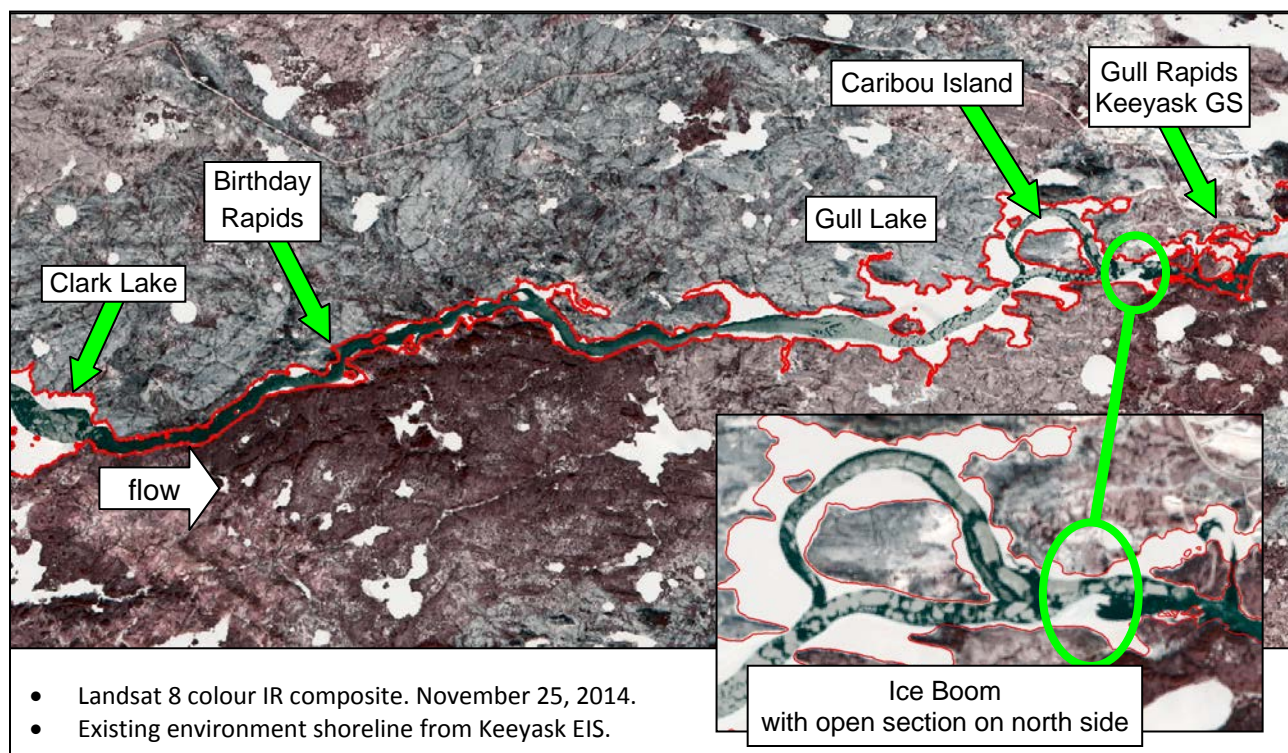 Caribou Island
Gull Rapids
Keeyask GS
Birthday
Rapids
Gull Lake
Clark Lake
flow
Ice Boom
with open section on north side
• Landsat 8 colour IR composite. November 25, 2014.
• Existing environment shoreline from Keeyask EIS.